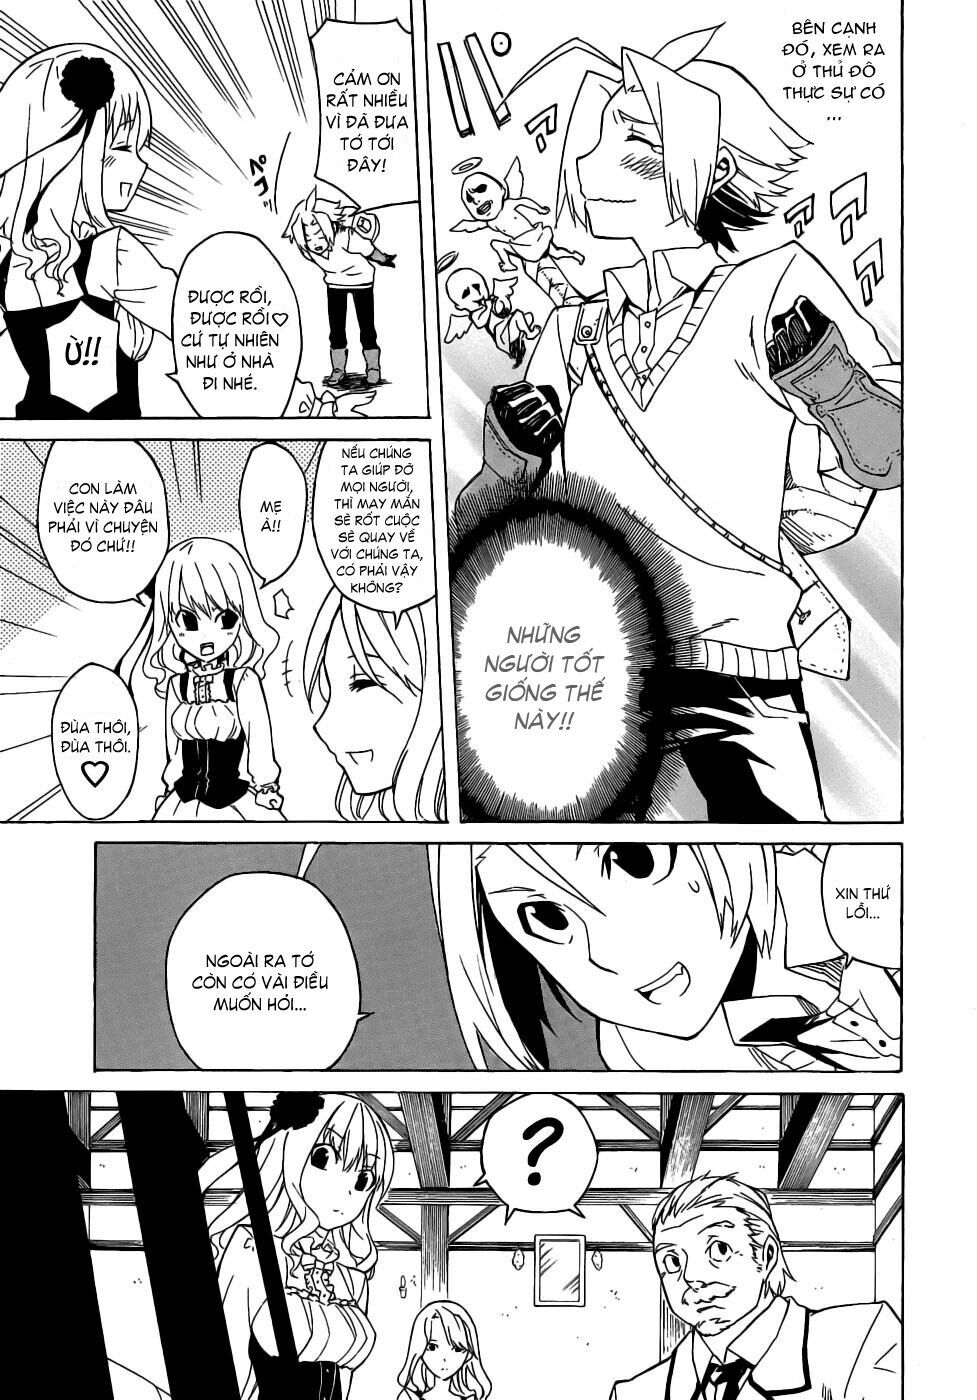 BÊN CẠNH
ĐÓ, XEM RA
Ở THỦ ĐÔ
THỰC SỰ CÓ
...
NHỮNG
NGƯỜI TỐT
GIỐNG THẾ
NÀY!!
CẢM ƠN
RẤT NHIỀU
VÌ ĐÃ ĐƯA
TỚ TỚI
ĐÂY!
ペコッ
ĐƯỢC RỒI,
ĐƯỢC RỒI♡
CỨ TỰ NHIÊN
NHƯ Ở NHÀ
ĐI NHÉ.
Ừ!!
NẾU CHÚNG
TA GIÚP ĐỠ
MỌI NGƯỜI,
THÌ MAY MẮN
SẼ RỐT CUỘC
SẼ QUAY VỀ
VỚI CHÚNG TA,
CÓ PHẢI VẬY
KHÔNG?
MẸ
À!!
CON LÀM
VIỆC NÀY ĐÂU
PHẢI VÌ CHUYỆN
ĐÓ CHỨ!!
ĐÙA THÔI,
ĐÙA THÔI.
♡
XIN THỨ
LỖI...
NGOÀI RA TỚ
CÒN CÓ VÀI ĐIỀU
MUỐN HỎI...
?